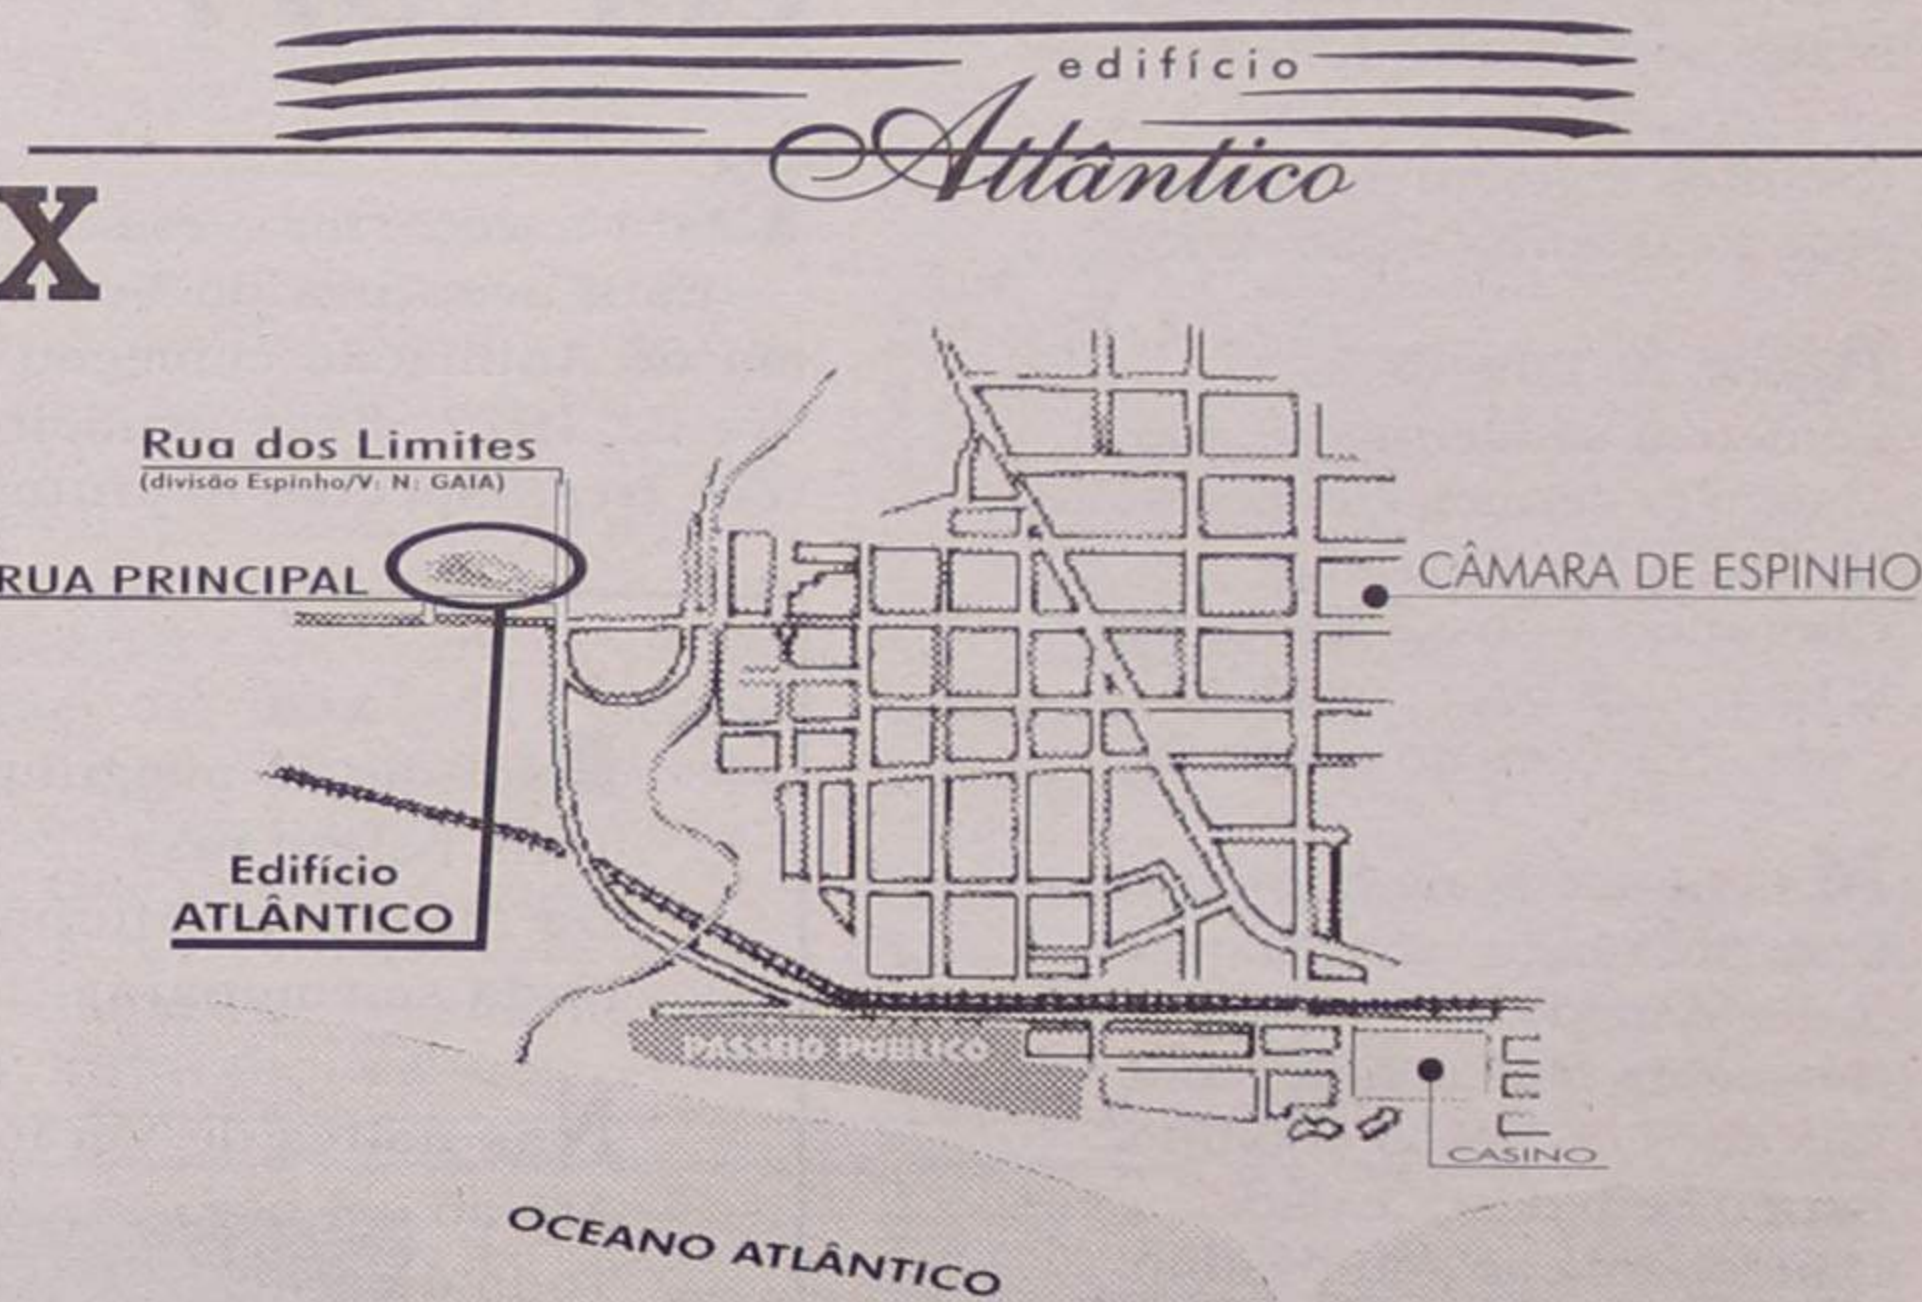 edifício
Atlântico
X
Rua dos Limites
(divisão Espinho/V: N: GAIA)
RUA PRINCIPAL
CÂMARA DE ESPINHO
Edifício
ATLÂNTICO
PASSEIO PÚBLICO
CASINO
OCEANO ATLÂNTICO